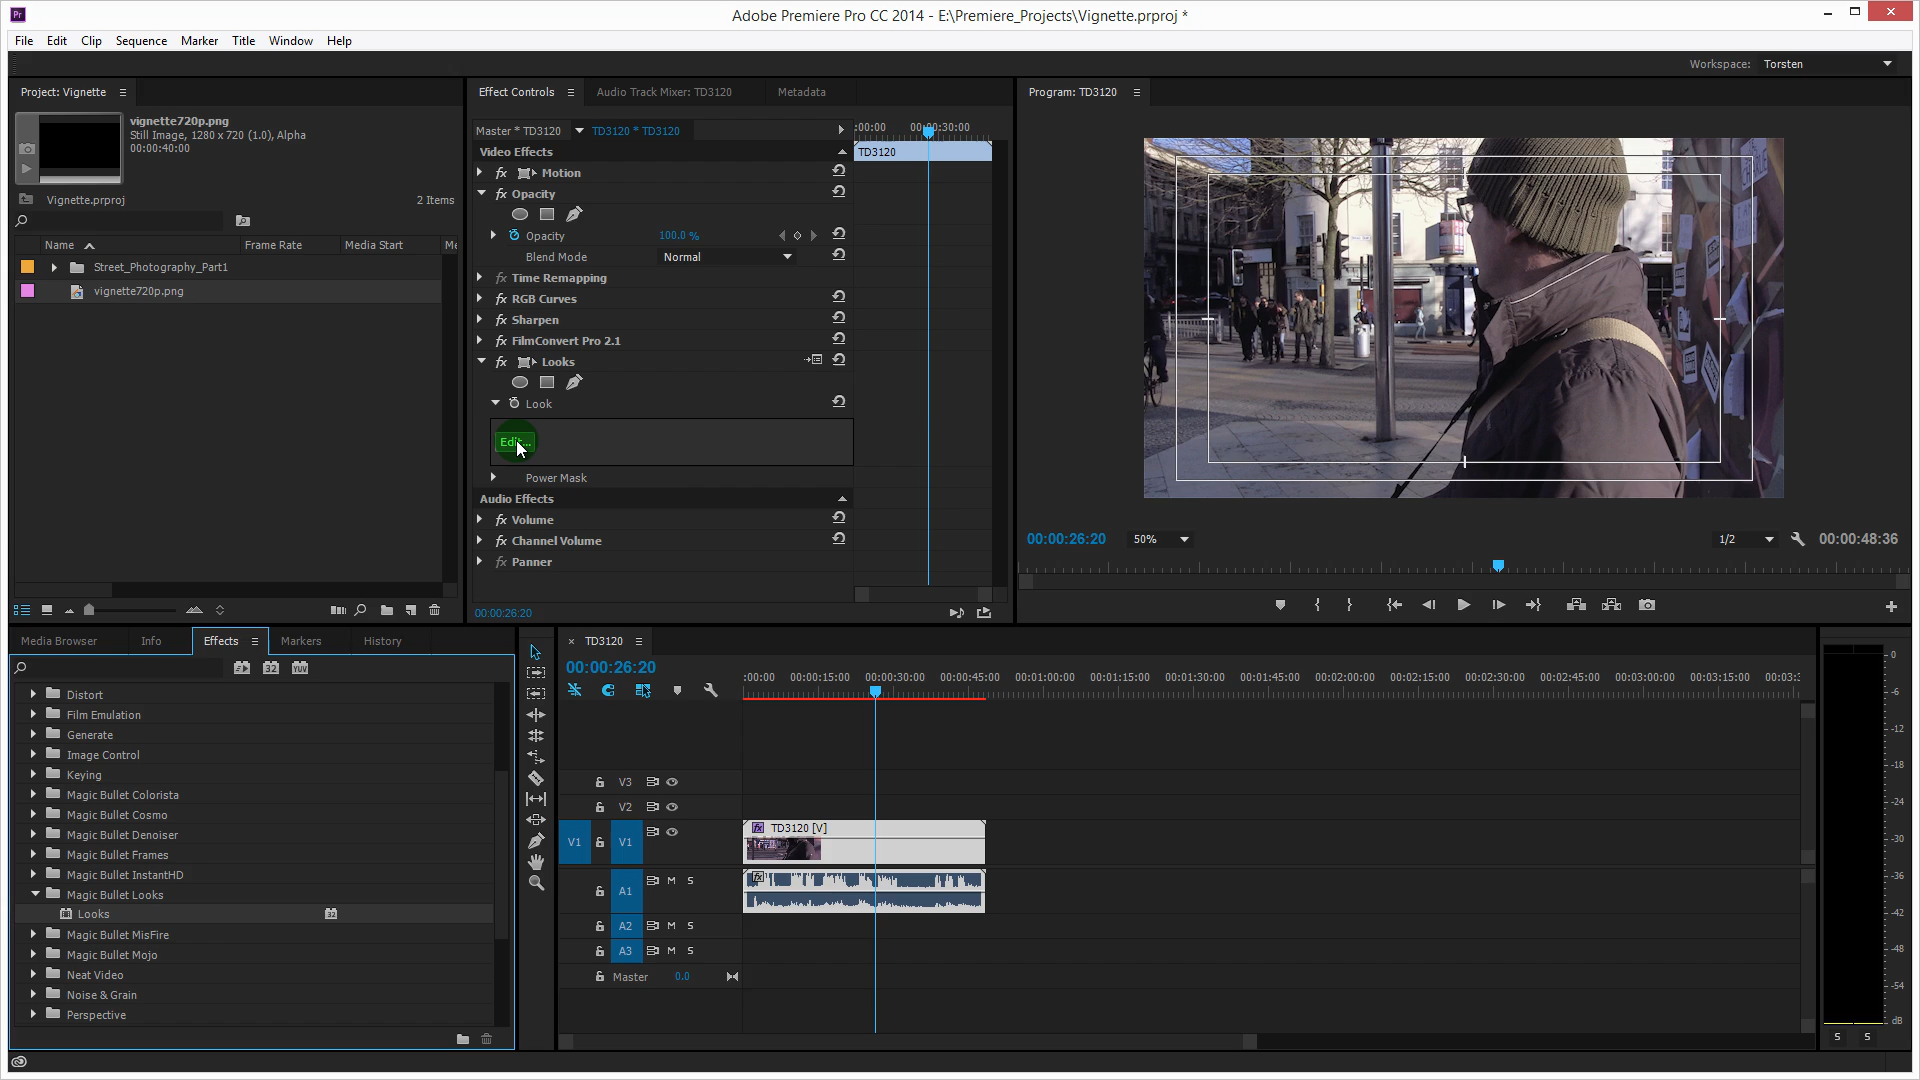 Pr
Adobe Premiere Pro CC 2014 - E:\Premiere_Projects\Vignette.prproj *
File Edit Clip Sequence Marker Title Window Help
Workspace: Torsten
Project: Vignette
vignette720p.png
Still Image, 1280 x 720 (1.0), Alpha
00:00:40:00
Vignette.prproj 2 Items
Name Frame Rate Media Start Me
Street_Photography_Part1
vignette720p.png
Effect Controls Audio Track Mixer: TD3120 Metadata
Master * TD3120 TD3120 * TD3120 :00:00 00:00:30:00
Video Effects TD3120
fx Motion
fx Opacity
Opacity 100.0 %
Blend Mode Normal
fx Time Remapping
fx RGB Curves
fx Sharpen
fx FilmConvert Pro 2.1
fx Looks
Look
Edit...
Power Mask
Audio Effects
fx Volume
fx Channel Volume
fx Panner
00:00:26:20
Program: TD3120
00:00:26:20 50% 1/2 00:00:48:36
Media Browser Info Effects Markers History
32 YUV
Distort
Film Emulation
Generate
Image Control
Keying
Magic Bullet Colorista
Magic Bullet Cosmo
Magic Bullet Denoiser
Magic Bullet Frames
Magic Bullet InstantHD
Magic Bullet Looks
Looks 32
Magic Bullet MisFire
Magic Bullet Mojo
Neat Video
Noise & Grain
Perspective
× TD3120
00:00:26:20
:00:00 00:00:15:00 00:00:30:00 00:00:45:00 00:01:00:00 00:01:15:00 00:01:30:00 00:01:45:00 00:02:00:00 00:02:15:00 00:02:30:00 00:02:45:00 00:03:00:00 00:03:15:00 00:03:
V3
V2
V1 V1 fx TD3120 [V]
A1 M S fx
A2 M S
A3 M S
Master 0.0
0
-6
-12
-18
-24
-30
-36
-42
-48
-54
dB
S S